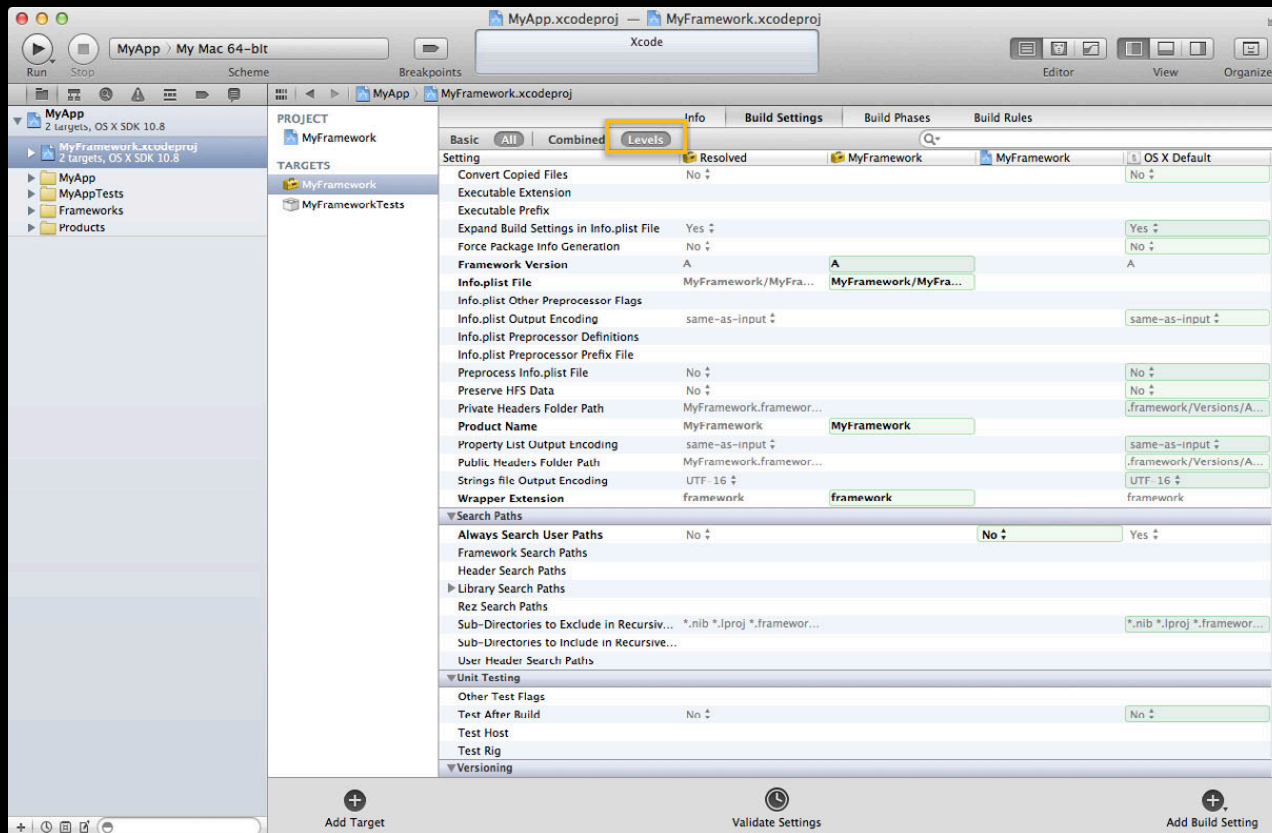 MyApp.xcodeproj — MyFramework.xcodeproj
MyApp 〉 My Mac 64-bit
Xcode
Run Stop Scheme Breakpoints Editor View Organize
MyApp 〉 MyFramework.xcodeproj
MyApp
2 targets, OS X SDK 10.8
MyFramework.xcodeproj
2 targets, OS X SDK 10.8
MyApp
MyAppTests
Frameworks
Products
PROJECT
MyFramework
TARGETS
MyFramework
MyFrameworkTests
Info Build Settings Build Phases Build Rules
Basic All Combined Levels
Setting Resolved MyFramework MyFramework OS X Default
Convert Copied Files No No
Executable Extension
Executable Prefix
Expand Build Settings in Info.plist File Yes Yes
Force Package Info Generation No No
Framework Version A A A
Info.plist File MyFramework/MyFra... MyFramework/MyFra...
Info.plist Other Preprocessor Flags
Info.plist Output Encoding same-as-input same-as-input
Info.plist Preprocessor Definitions
Info.plist Preprocessor Prefix File
Preprocess Info.plist File No No
Preserve HFS Data No No
Private Headers Folder Path MyFramework.framewor... .framework/Versions/A...
Product Name MyFramework MyFramework
Property List Output Encoding same-as-input same-as-input
Public Headers Folder Path MyFramework.framewor... .framework/Versions/A...
Strings file Output Encoding UTF-16 UTF-16
Wrapper Extension framework framework framework
Search Paths
Always Search User Paths No No Yes
Framework Search Paths
Header Search Paths
Library Search Paths
Rez Search Paths
Sub-Directories to Exclude in Recursiv... *.nib *.lproj *.framewor... *.nib *.lproj *.framewor...
Sub-Directories to Include in Recursive...
User Header Search Paths
Unit Testing
Other Test Flags
Test After Build No No
Test Host
Test Rig
Versioning
Add Target Validate Settings Add Build Setting